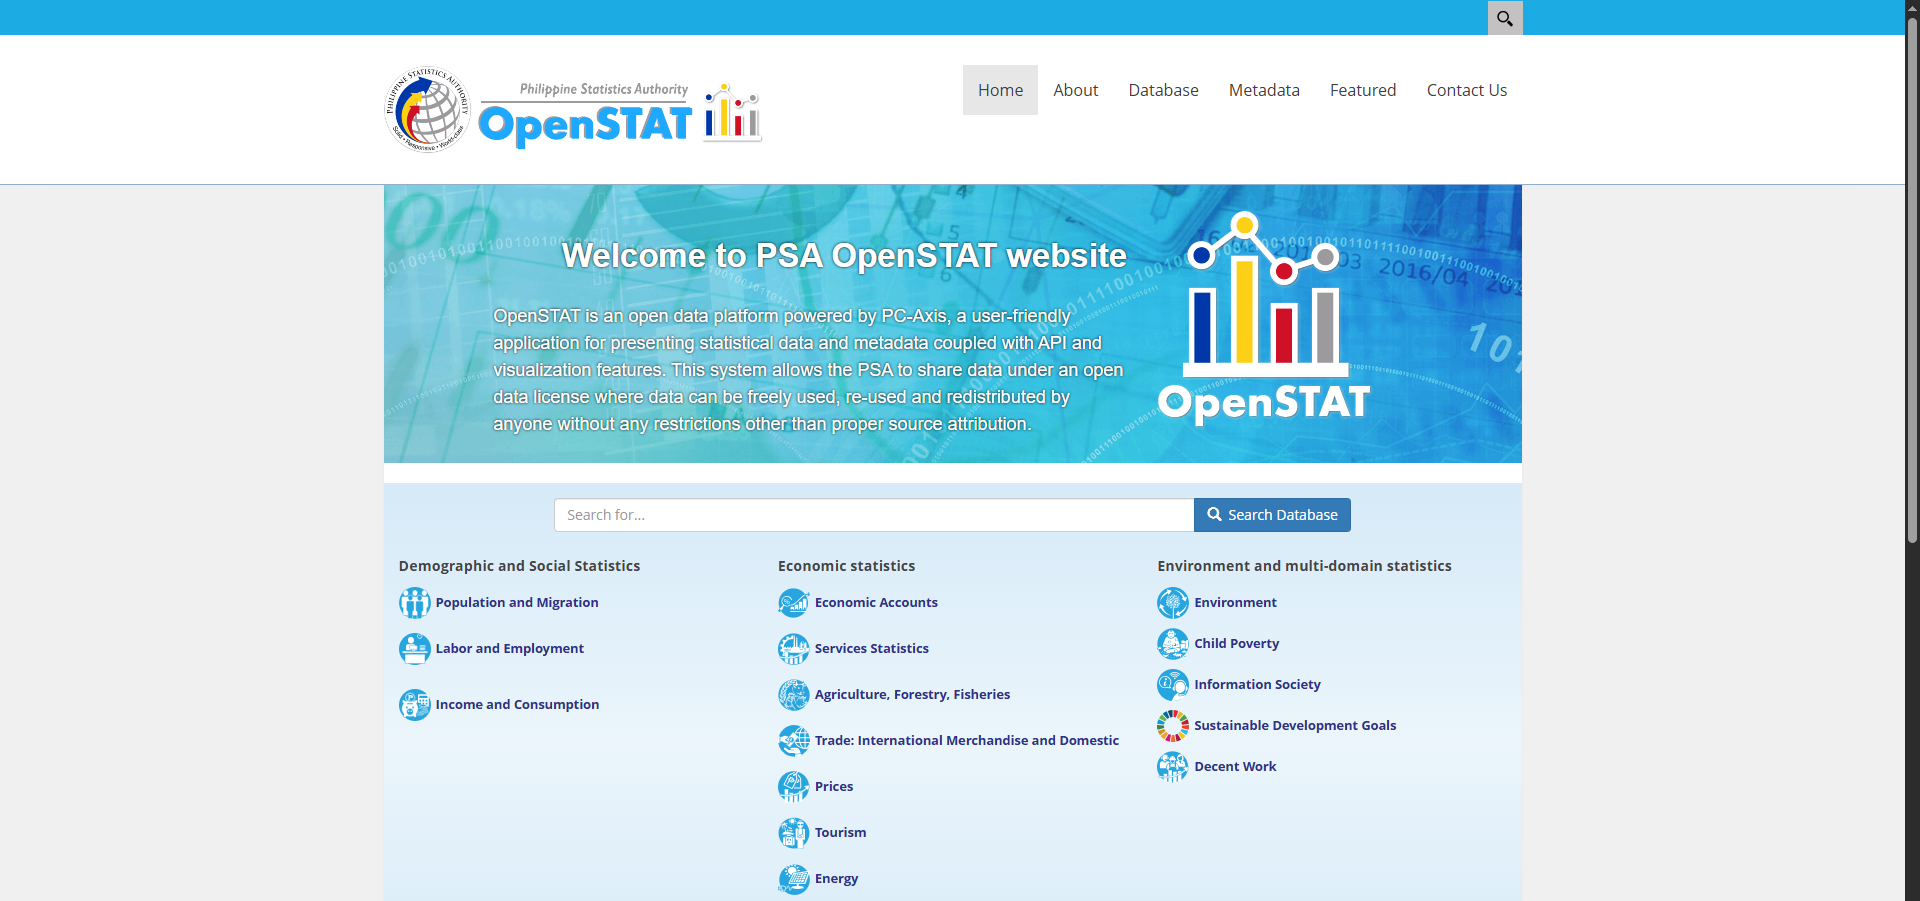 PHILIPPINE STATISTICS AUTHORITY
Solid • Responsive • World-class
Philippine Statistics Authority
OpenSTAT
Home
About
Database
Metadata
Featured
Contact Us
Welcome to PSA OpenSTAT website
OpenSTAT is an open data platform powered by PC-Axis, a user-friendly
application for presenting statistical data and metadata coupled with API and
visualization features. This system allows the PSA to share data under an open
data license where data can be freely used, re-used and redistributed by
anyone without any restrictions other than proper source attribution.
OpenSTAT
Search for...
Search Database
Demographic and Social Statistics
Population and Migration
Labor and Employment
Income and Consumption
Economic statistics
Economic Accounts
Services Statistics
Agriculture, Forestry, Fisheries
Trade: International Merchandise and Domestic
Prices
Tourism
Energy
Environment and multi-domain statistics
Environment
Child Poverty
Information Society
Sustainable Development Goals
Decent Work